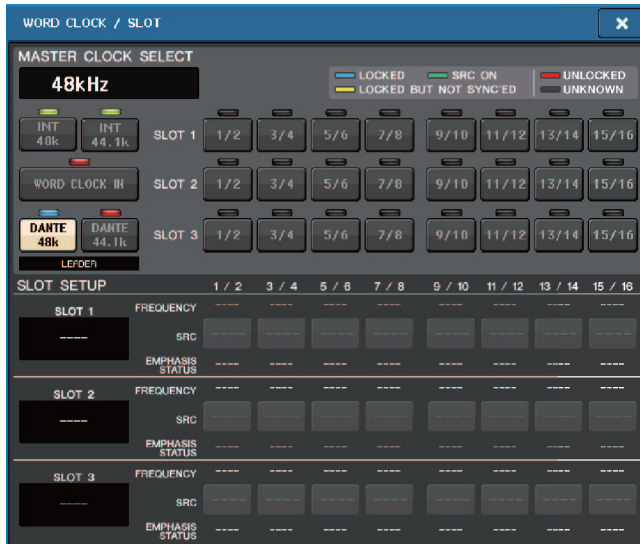 WORD CLOCK / SLOT ×
MASTER CLOCK SELECT
48kHz
LOCKED SRC ON UNLOCKED
LOCKED BUT NOT SYNC'ED UNKNOWN
INT 48k INT 44.1k SLOT 1 1/2 3/4 5/6 7/8 9/10 11/12 13/14 15/16
WORD CLOCK IN SLOT 2 1/2 3/4 5/6 7/8 9/10 11/12 13/14 15/16
DANTE 48k DANTE 44.1k SLOT 3 1/2 3/4 5/6 7/8 9/10 11/12 13/14 15/16
LEADER
SLOT SETUP 1 / 2 3 / 4 5 / 6 7 / 8 9 / 10 11 / 12 13 / 14 15 / 16
SLOT 1 FREQUENCY ---- ---- ---- ---- ---- ---- ---- ----
---- SRC ---- ---- ---- ---- ---- ---- ---- ----
EMPHASIS STATUS ---- ---- ---- ---- ---- ---- ---- ----
SLOT 2 FREQUENCY ---- ---- ---- ---- ---- ---- ---- ----
---- SRC ---- ---- ---- ---- ---- ---- ---- ----
EMPHASIS STATUS ---- ---- ---- ---- ---- ---- ---- ----
SLOT 3 FREQUENCY ---- ---- ---- ---- ---- ---- ---- ----
---- SRC ---- ---- ---- ---- ---- ---- ---- ----
EMPHASIS STATUS ---- ---- ---- ---- ---- ---- ---- ----